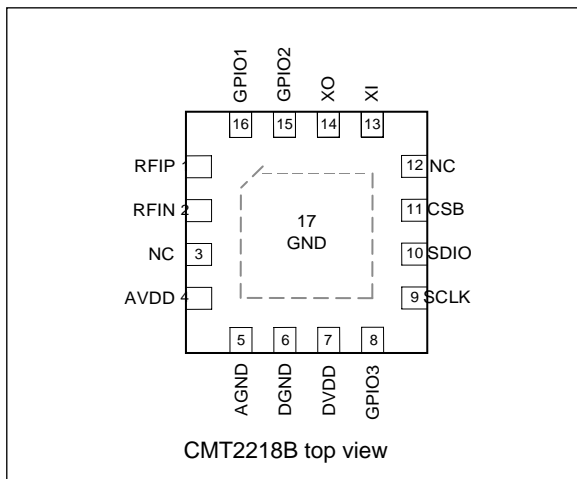 GPIO1 GPIO2 XO XI
16 15 14 13
RFIP 1 12 NC
RFIN 2 17 11 CSB
GND
NC 3 10 SDIO
AVDD 4 9 SCLK
5 6 7 8
AGND DGND DVDD GPIO3
CMT2218B top view